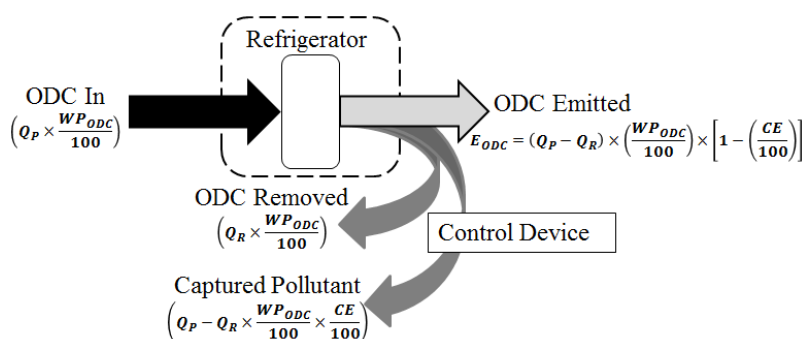 Refrigerator
ODC In
(Q_P × WP_ODC/100)
ODC Emitted
E_ODC = (Q_P − Q_R) × (WP_ODC/100) × [1 − (CE/100)]
ODC Removed
(Q_R × WP_ODC/100)
Control Device
Captured Pollutant
(Q_P − Q_R × WP_ODC/100 × CE/100)